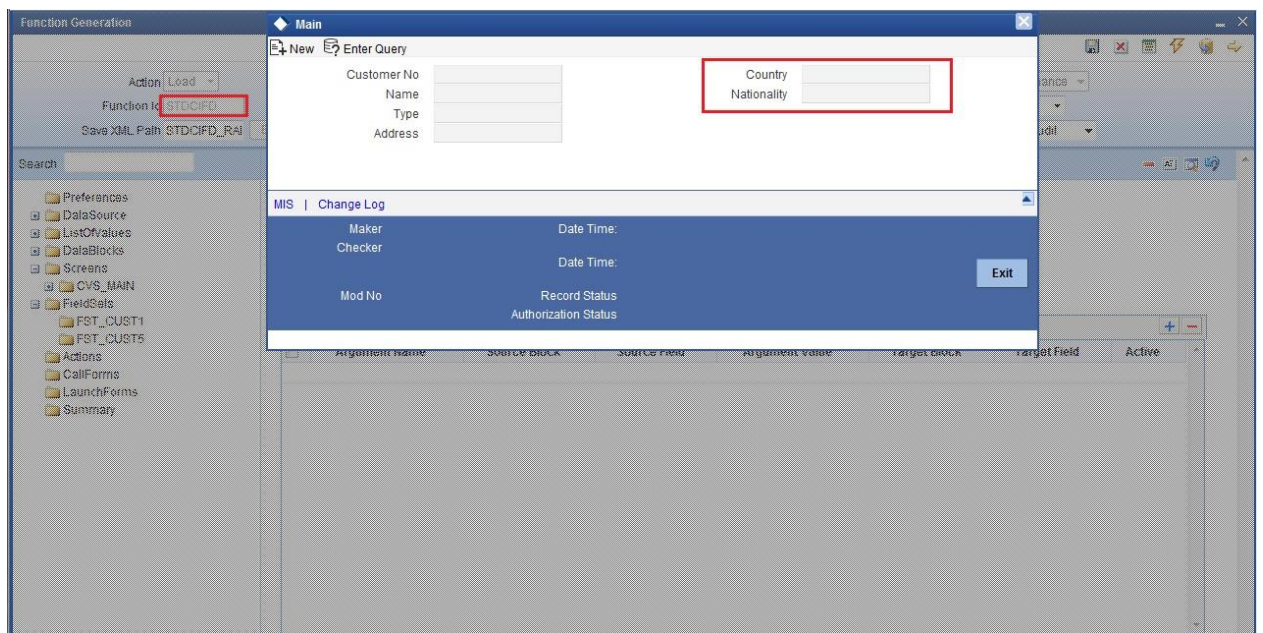 Function Generation
Main
New Enter Query
Customer No
Name
Type
Address
Country
Nationality
Action Load
Function Id STDCIFD
Save XML Path STDCIFD_RAI
Search
Preferences
DataSource
ListOfValues
DataBlocks
Screens
CVS_MAIN
FieldSets
FST_CUST1
FST_CUST5
Actions
CallForms
LaunchForms
Summary
MIS | Change Log
Maker Date Time:
Checker
Date Time:
Exit
Mod No Record Status
Authorization Status
Argument Name Source Block Source Field Argument Value Target Block Target Field Active